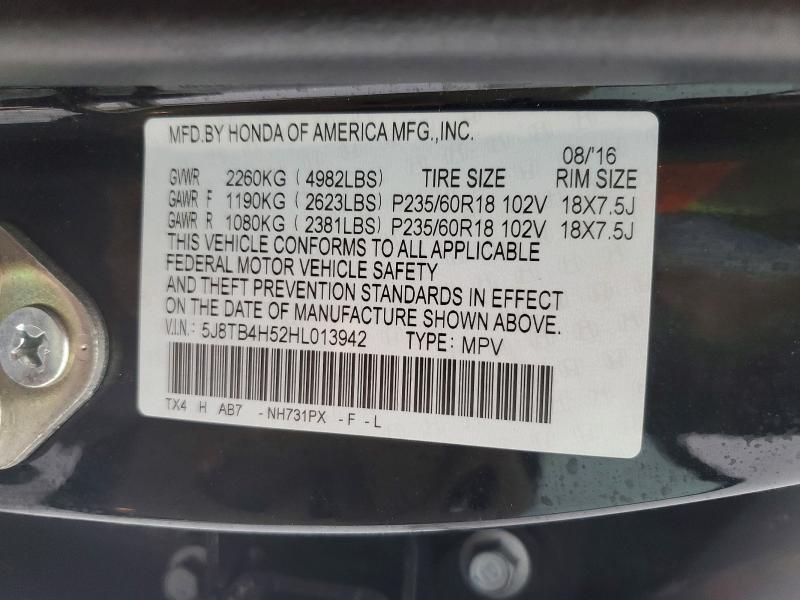 MFD.BY HONDA OF AMERICA MFG.,INC.
08/'16
GVWR 2260KG (4982LBS) TIRE SIZE RIM SIZE
GAWR F 1190KG (2623LBS) P235/60R18 102V 18X7.5J
GAWR R 1080KG (2381LBS) P235/60R18 102V 18X7.5J
THIS VEHICLE CONFORMS TO ALL APPLICABLE
FEDERAL MOTOR VEHICLE SAFETY
AND THEFT PREVENTION STANDARDS IN EFFECT
ON THE DATE OF MANUFACTURE SHOWN ABOVE.
V.I.N.: 5J8TB4H52HL013942 TYPE: MPV
TX4 H AB7 -NH731PX -F -L